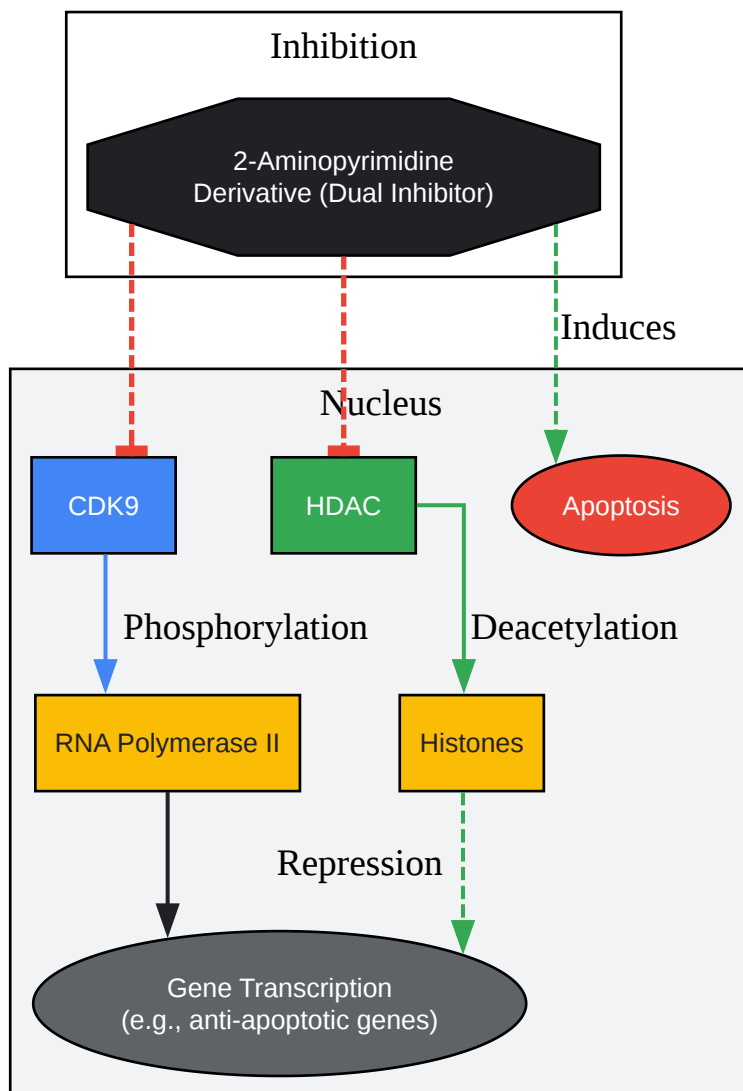 Inhibition
2-Aminopyrimidine
Derivative (Dual Inhibitor)
Induces
Nucleus
CDK9
HDAC
Apoptosis
Phosphorylation
Deacetylation
RNA Polymerase II
Histones
Repression
Gene Transcription
(e.g., anti-apoptotic genes)